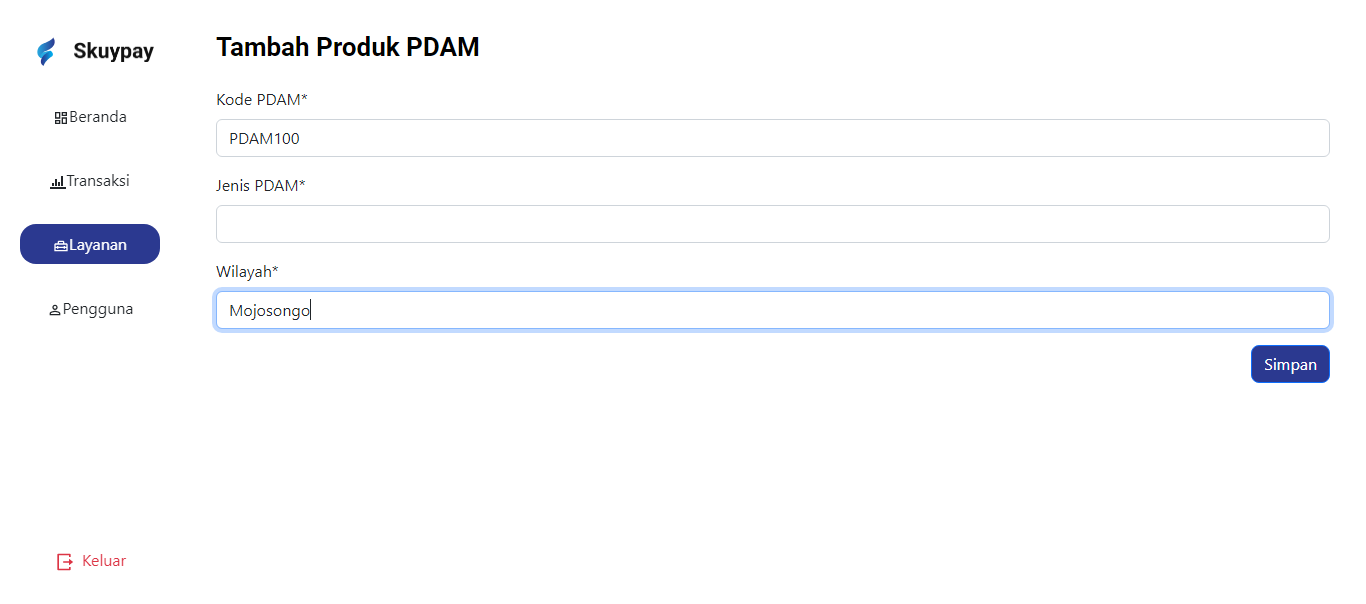 Skuypay
Beranda
Transaksi
Layanan
Pengguna
Keluar
Tambah Produk PDAM
Kode PDAM*
PDAM100
Jenis PDAM*
Wilayah*
Mojosongo
Simpan